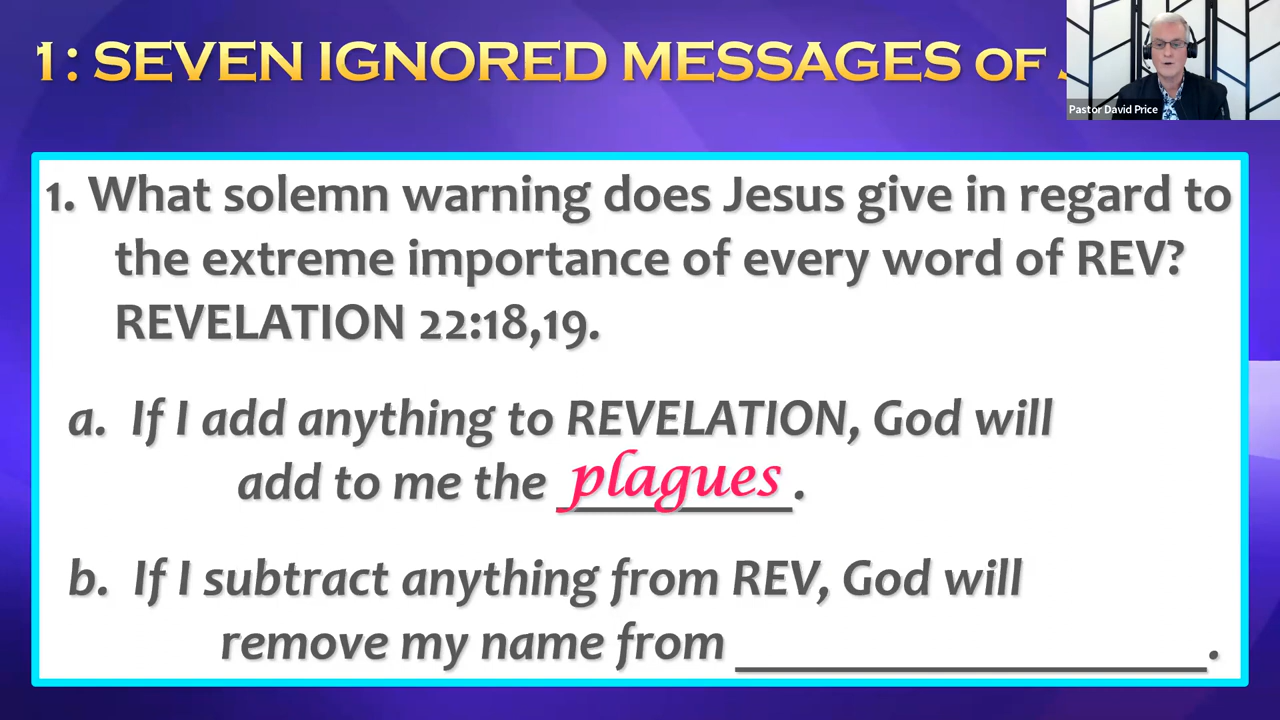 1: SEVEN IGNORED MESSAGES OF
Pastor David Price
1. What solemn warning does Jesus give in regard to
the extreme importance of every word of REV?
REVELATION 22:18,19.
a. If I add anything to REVELATION, God will
add to me the plagues.
b. If I subtract anything from REV, God will
remove my name from ____________________.